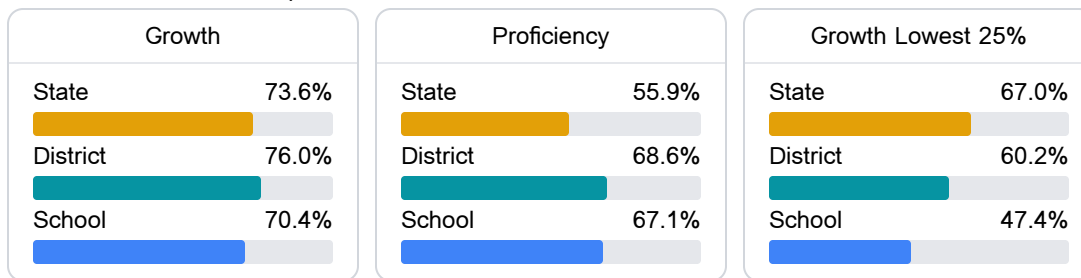 Growth
State 73.6%
District 76.0%
School 70.4%
Proficiency
State 55.9%
District 68.6%
School 67.1%
Growth Lowest 25%
State 67.0%
District 60.2%
School 47.4%